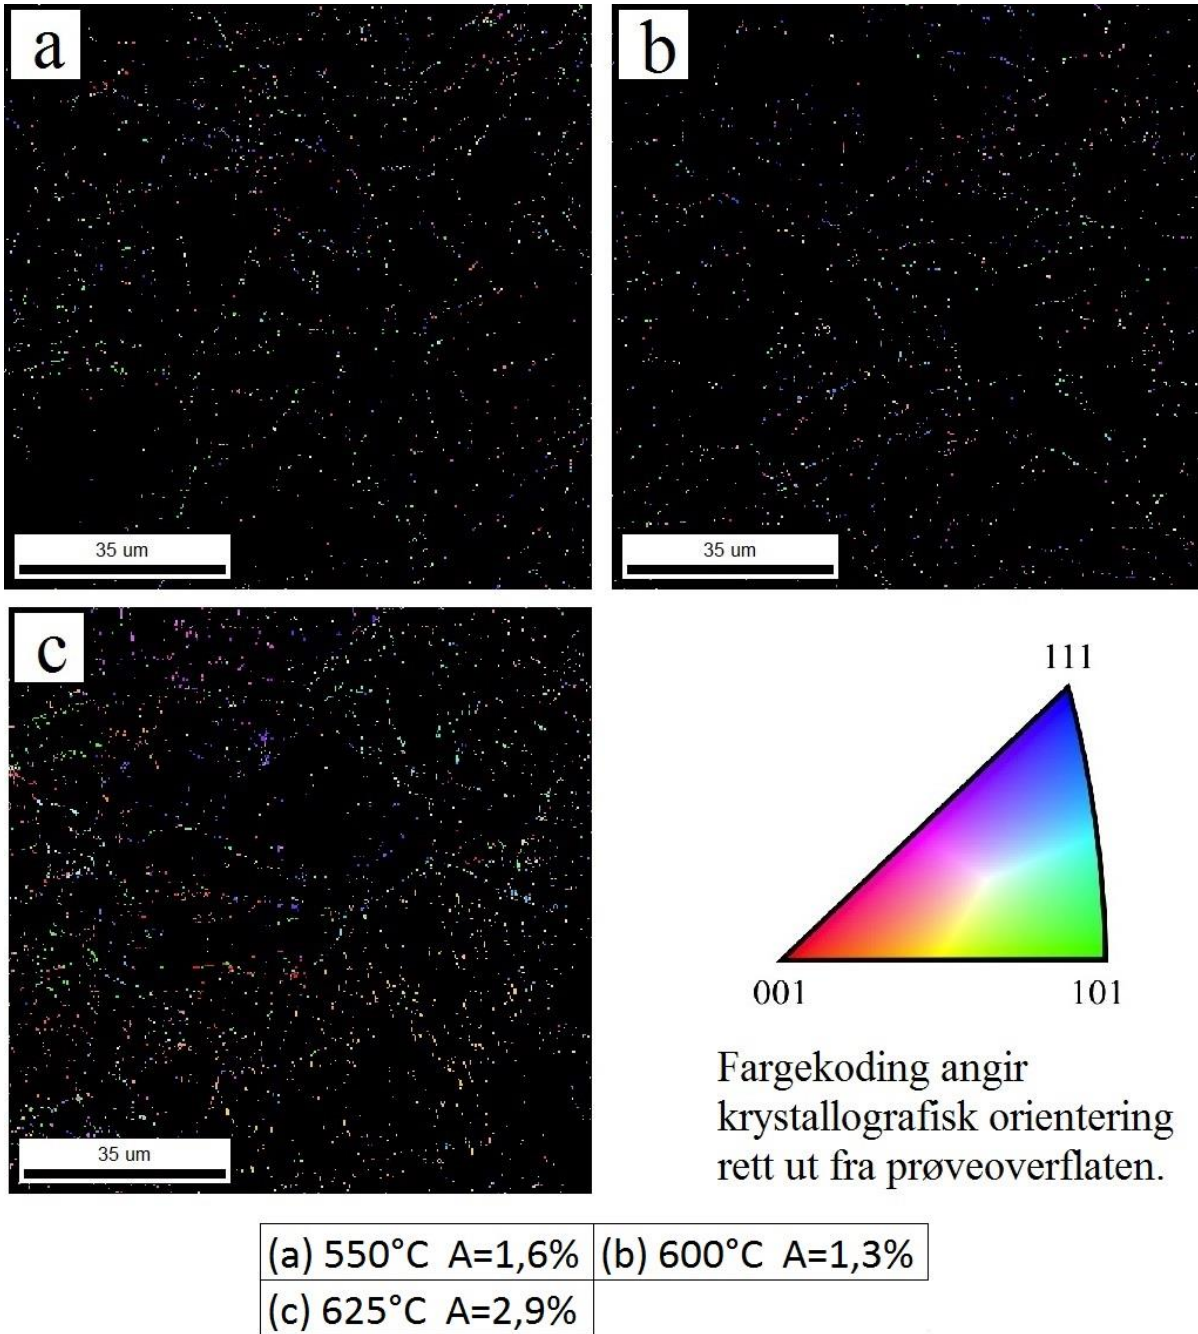 a
b
35 um
35 um
c
35 um
111
001
101
Fargekoding angir
krystallografisk orientering
rett ut fra prøveoverflaten.
(a) 550°C A=1,6%
(b) 600°C A=1,3%
(c) 625°C A=2,9%